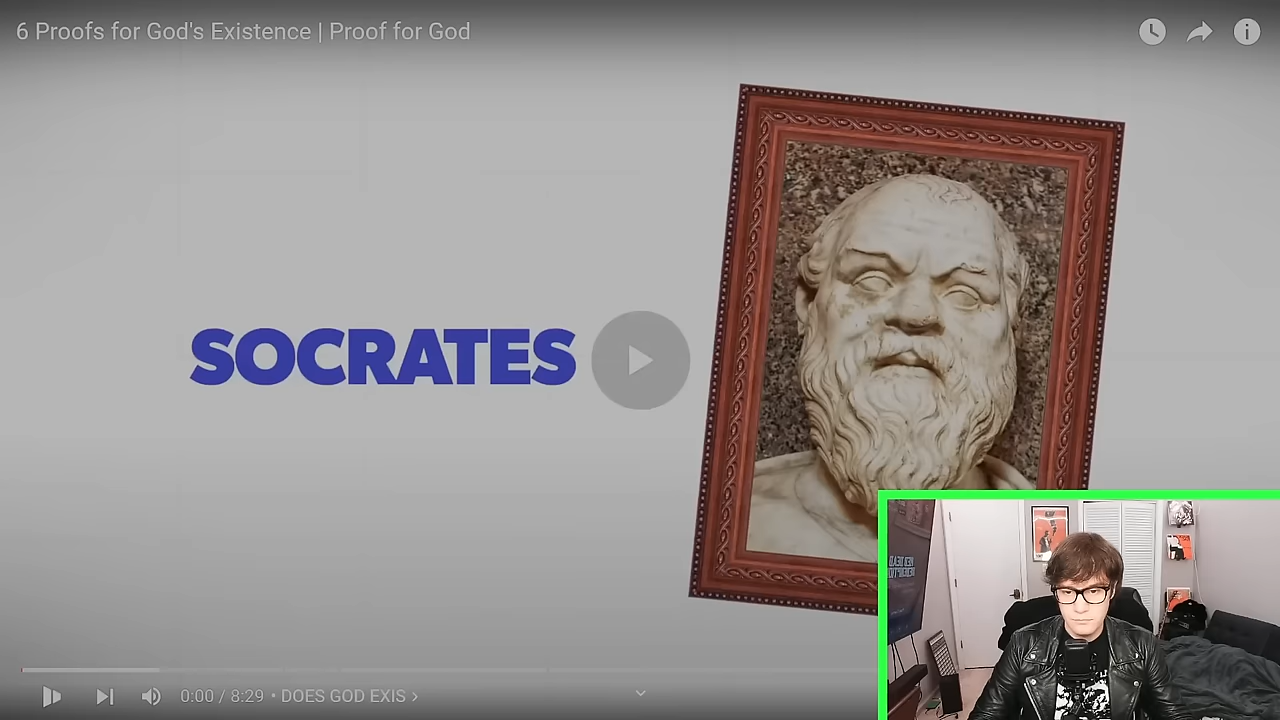 6 Proofs for God's Existence | Proof for God
SOCRATES
0:00 / 8:29 • DOES GOD EXIS ›